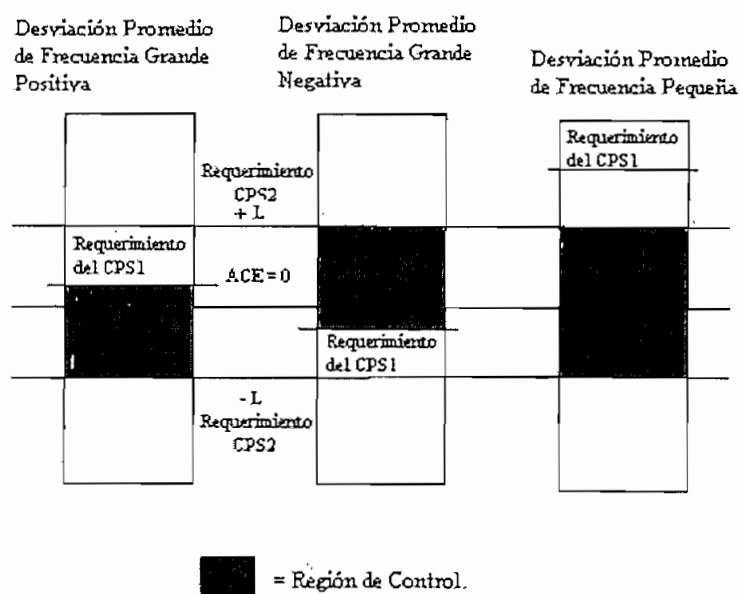 Desviación Promedio
de Frecuencia Grande
Positiva
Desviación Promedio
de Frecuencia Grande
Negativa
Desviación Promedio
de Frecuencia Pequeña
Requerimiento
del CPS1
Requerimiento
CPS2
+ L
Requerimiento
del CPS1
ACE = 0
Requerimiento
del CPS1
- L
Requerimiento
CPS2
= Región de Control.